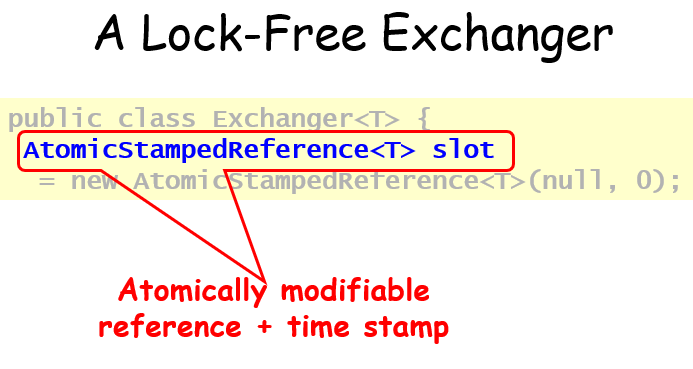 A Lock-Free Exchanger
public class Exchanger<T> {
AtomicStampedReference<T> slot
= new AtomicStampedReference<T>(null, 0);
Atomically modifiable
reference + time stamp